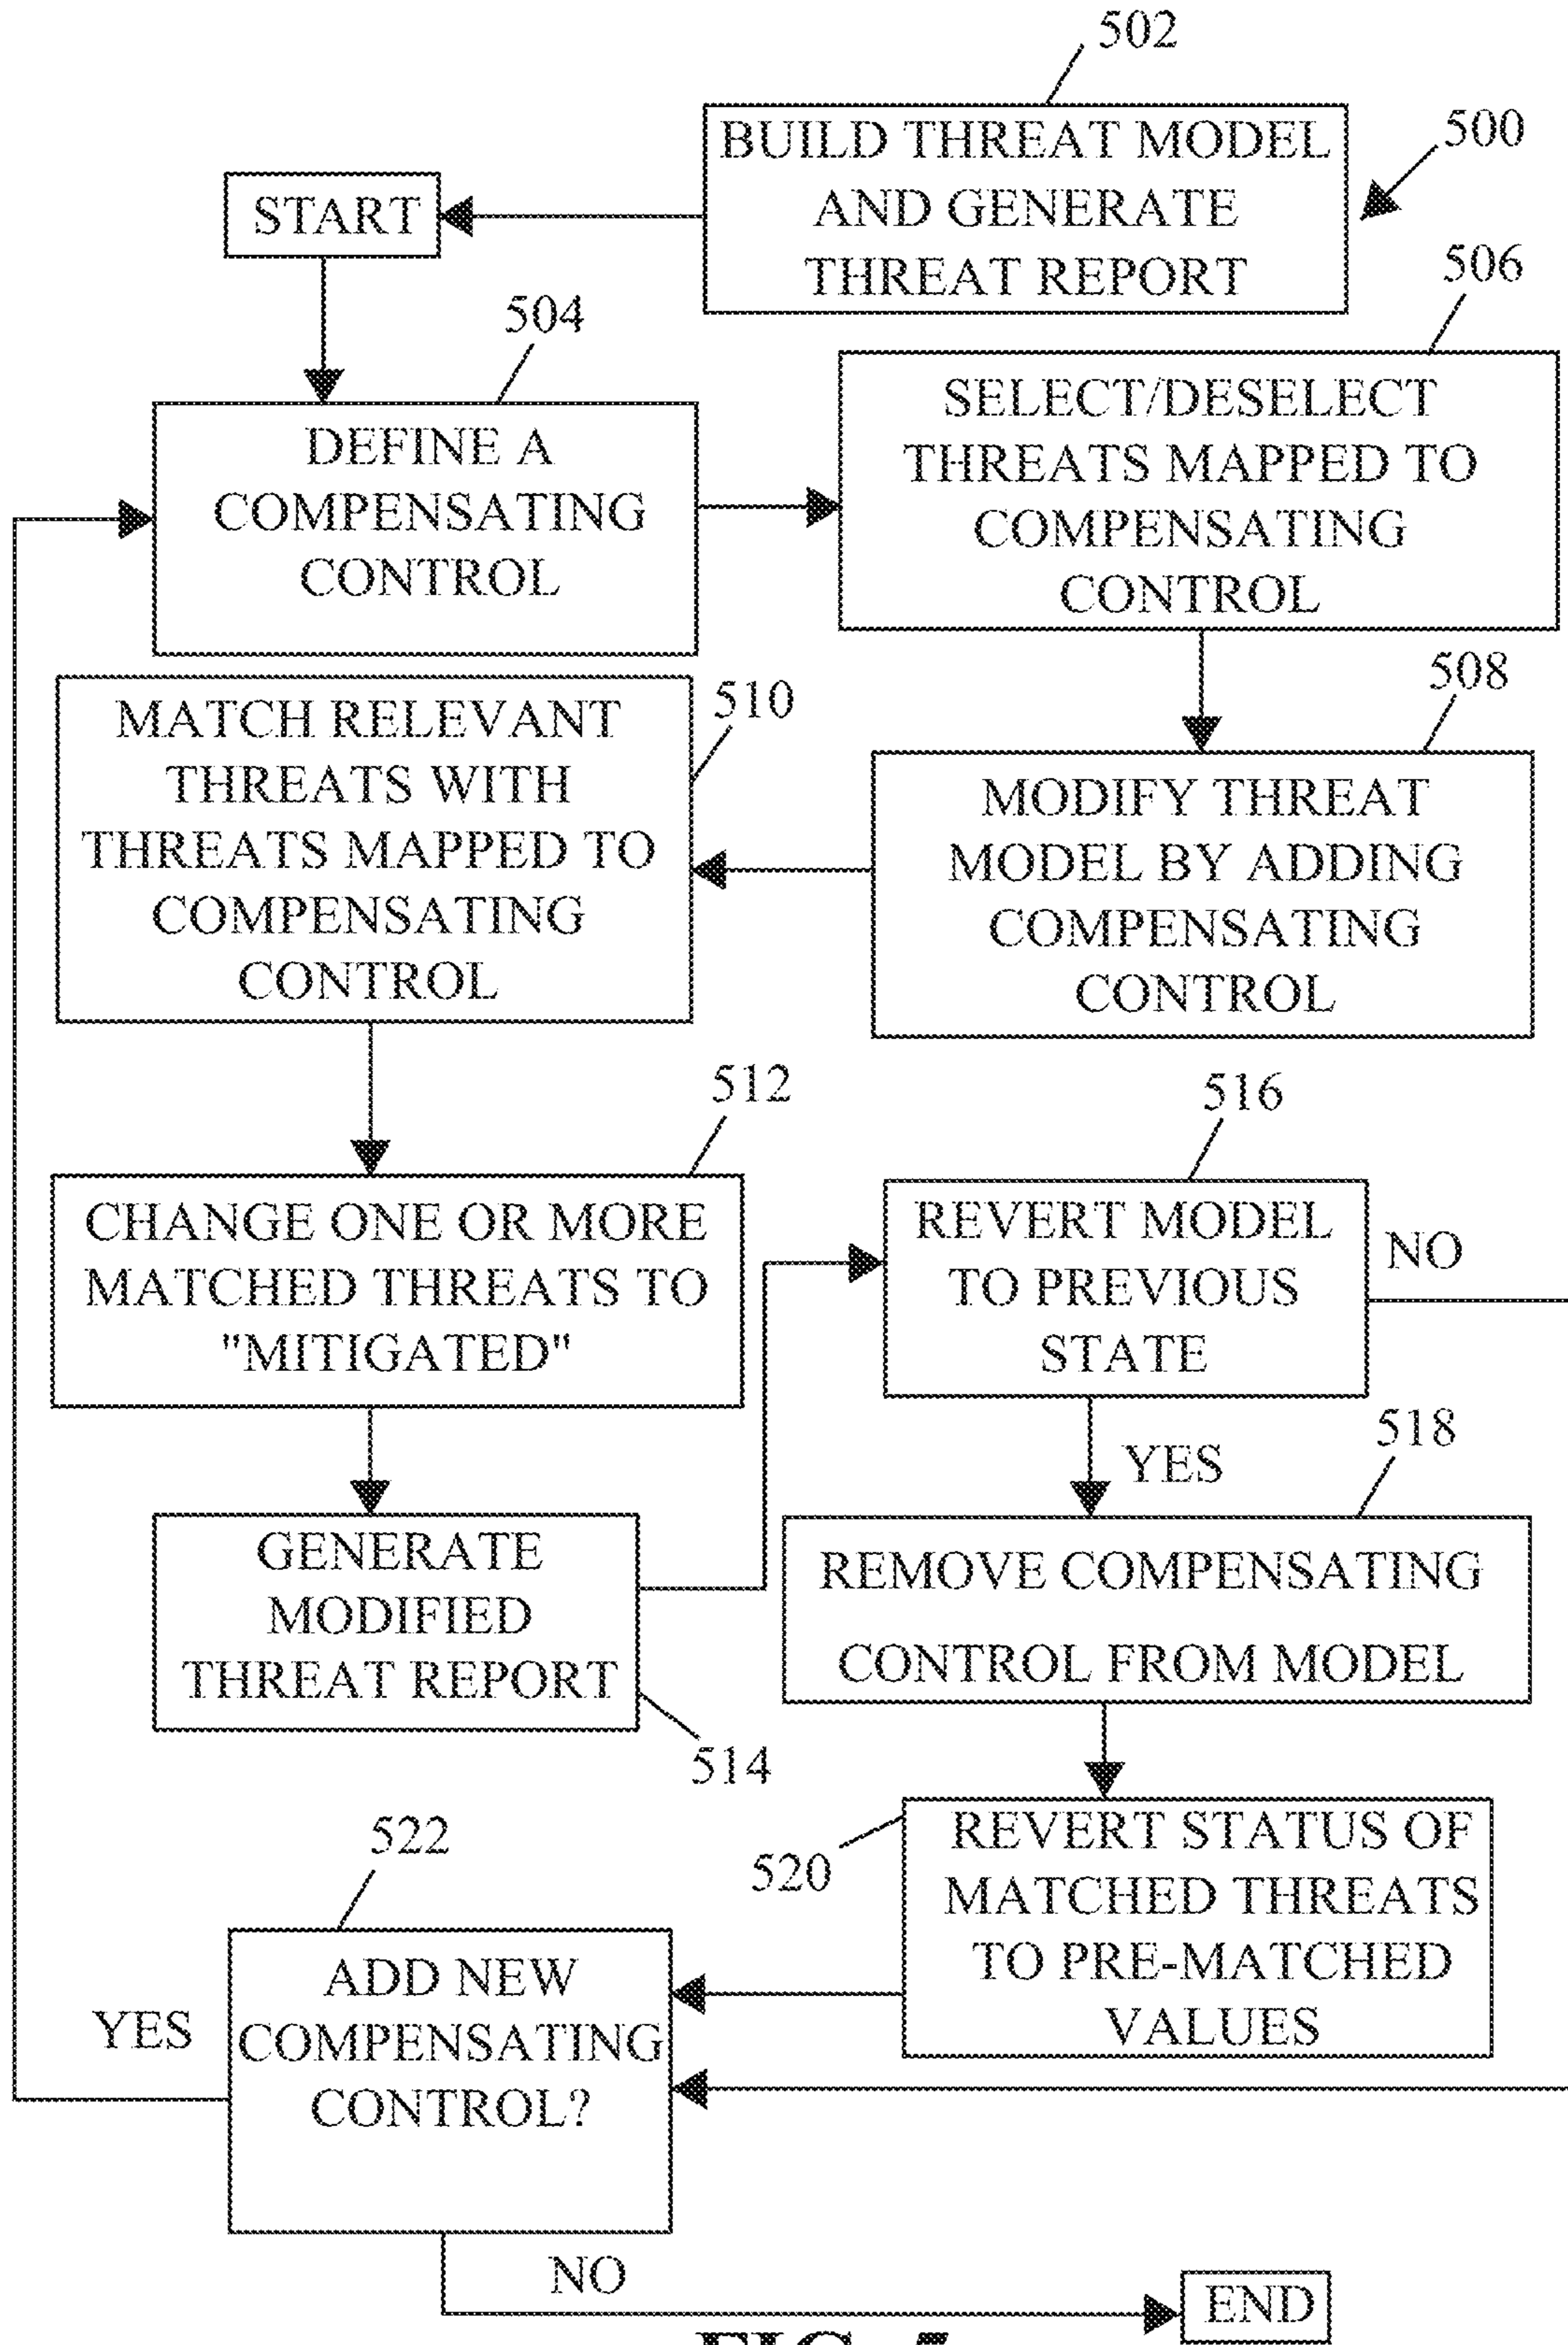 502
BUILD THREAT MODEL
AND GENERATE
THREAT REPORT
500
START
504
DEFINE A
COMPENSATING
CONTROL
506
SELECT/DESELECT
THREATS MAPPED TO
COMPENSATING
CONTROL
508
MODIFY THREAT
MODEL BY ADDING
COMPENSATING
CONTROL
510
MATCH RELEVANT
THREATS WITH
THREATS MAPPED TO
COMPENSATING
CONTROL
512
CHANGE ONE OR MORE
MATCHED THREATS TO
"MITIGATED"
514
GENERATE
MODIFIED
THREAT REPORT
516
REVERT MODEL
TO PREVIOUS
STATE
NO
YES
518
REMOVE COMPENSATING
CONTROL FROM MODEL
520
REVERT STATUS OF
MATCHED THREATS
TO PRE-MATCHED
VALUES
522
ADD NEW
COMPENSATING
CONTROL?
YES
NO
END